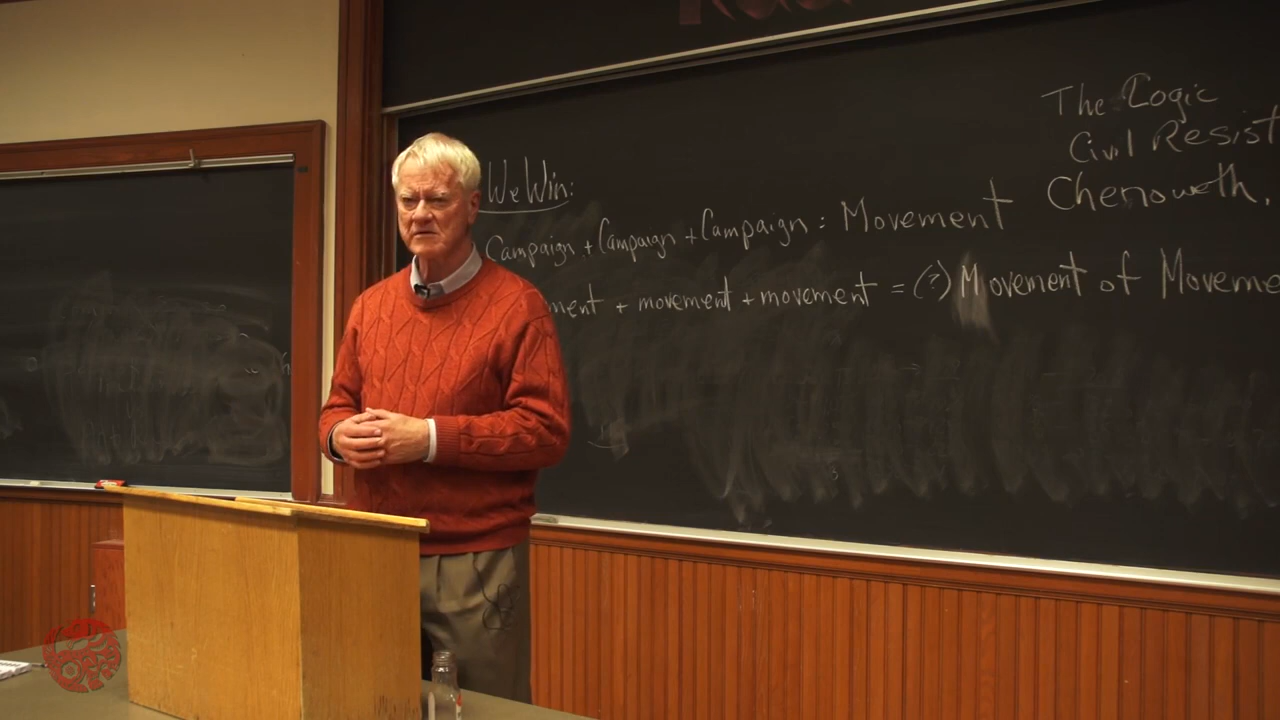 We Win:
Campaign + Campaign + Campaign = Movement
ment + movement + movement = (?) Movement of Moveme
The Logic
Civil Resist
Chenoweth,